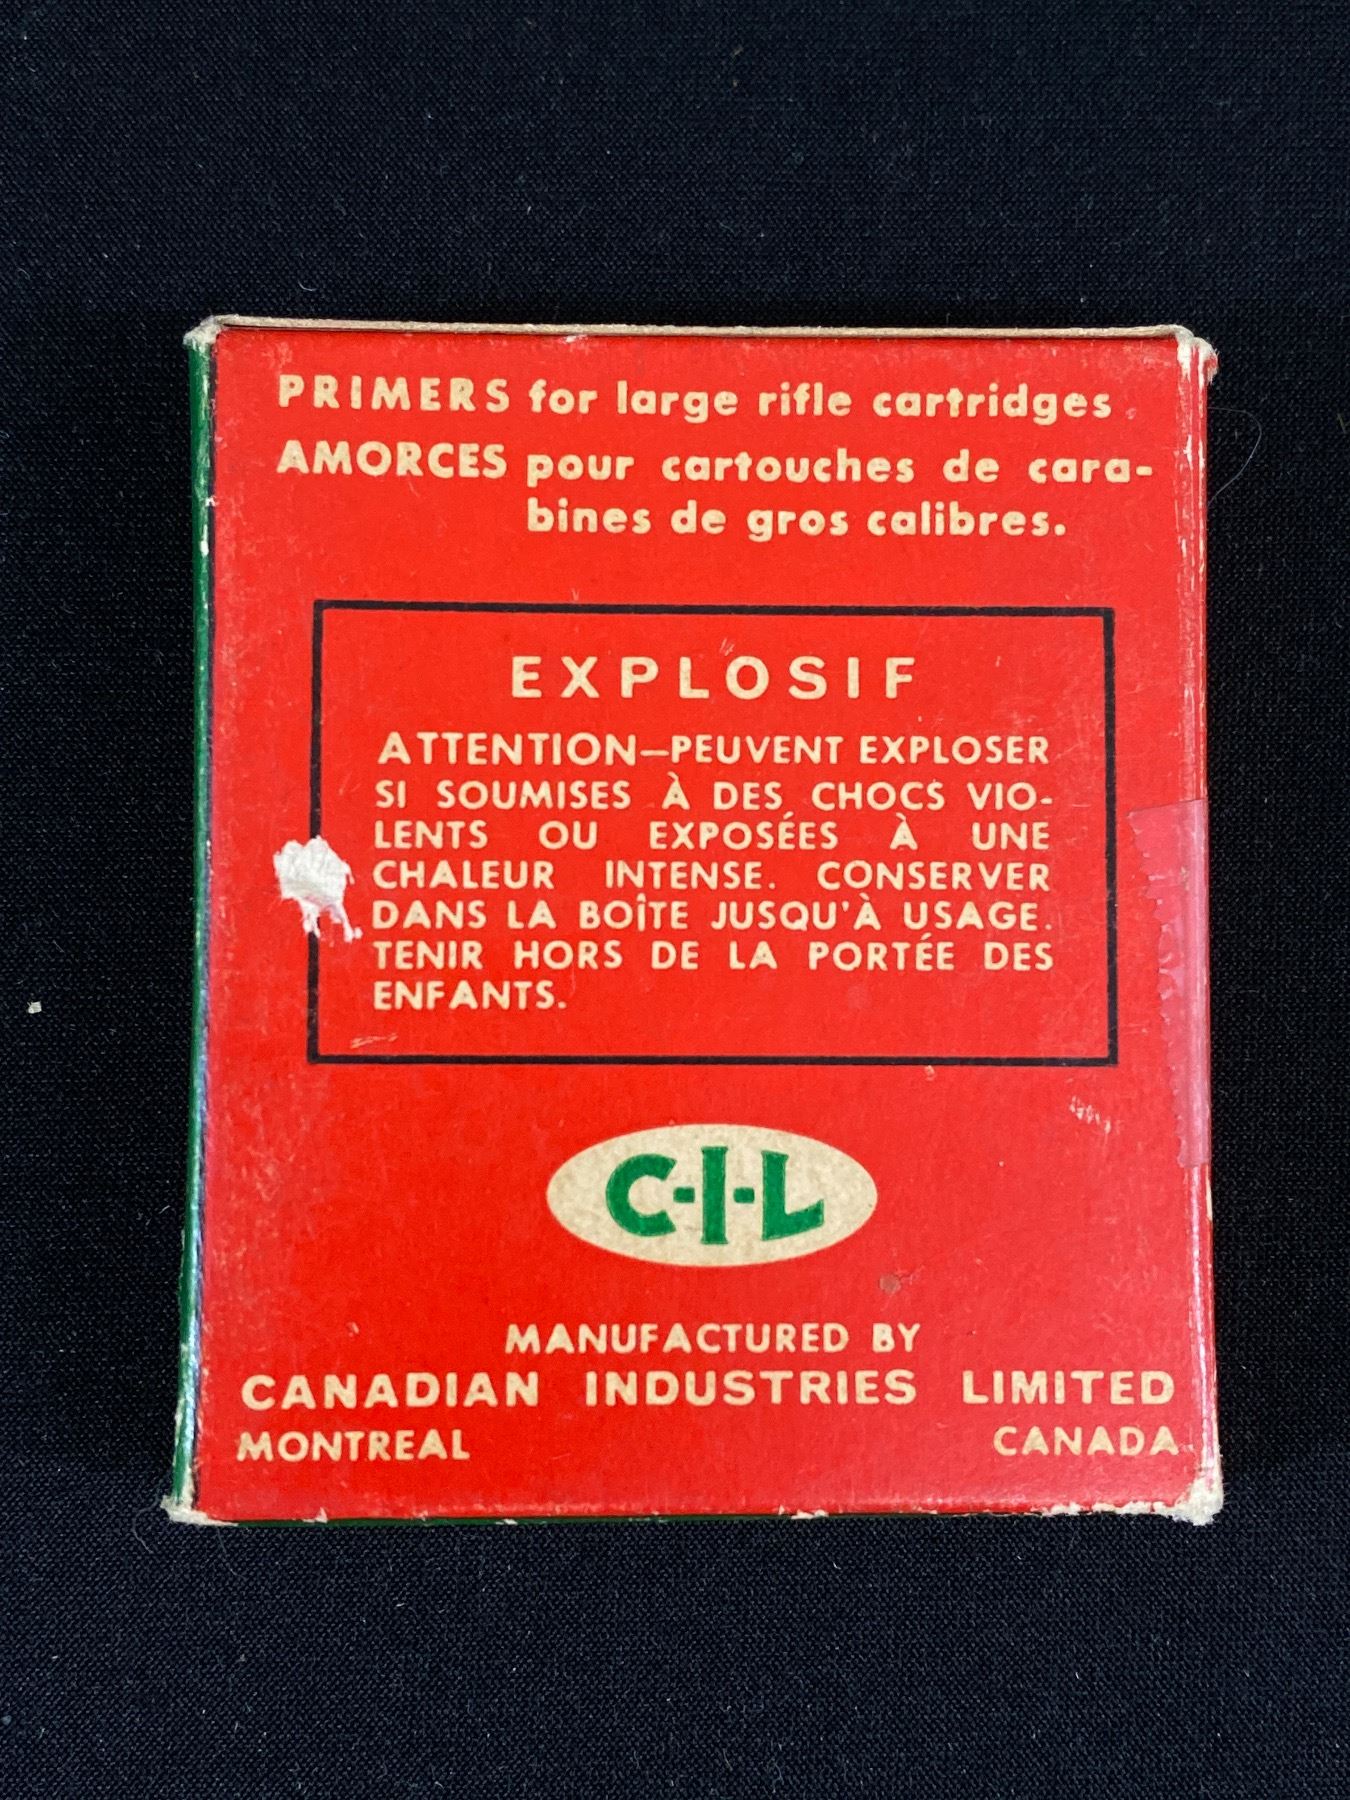 PRIMERS for large rifle cartridges
AMORCES pour cartouches de cara-
bines de gros calibres.
EXPLOSIF
ATTENTION—PEUVENT EXPLOSER
SI SOUMISES À DES CHOCS VIO-
LENTS OU EXPOSÉES À UNE
CHALEUR INTENSE. CONSERVER
DANS LA BOÎTE JUSQU'À USAGE.
TENIR HORS DE LA PORTÉE DES
ENFANTS.
C-I-L
MANUFACTURED BY
CANADIAN INDUSTRIES LIMITED
MONTREAL CANADA